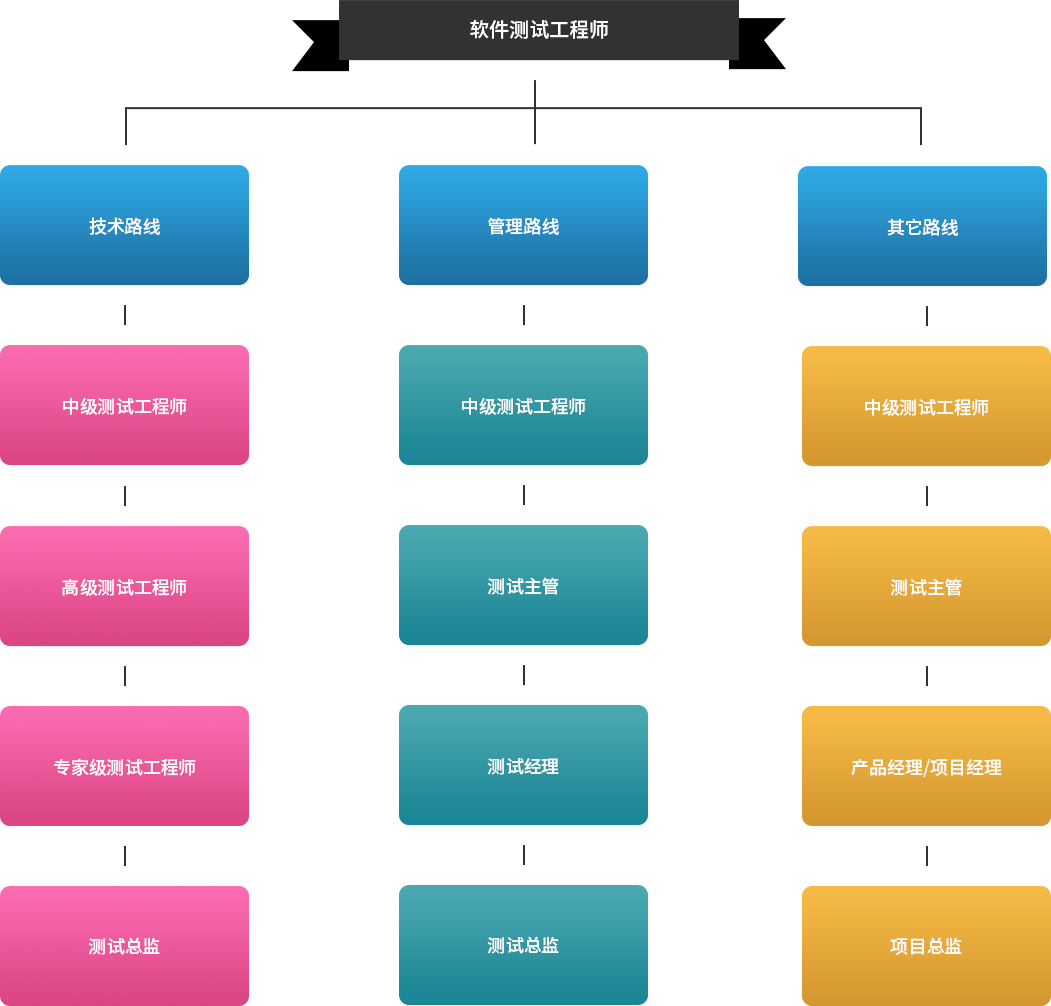 软件测试工程师
技术路线
管理路线
其它路线
中级测试工程师
中级测试工程师
中级测试工程师
高级测试工程师
测试主管
测试主管
专家级测试工程师
测试经理
产品经理/项目经理
测试总监
测试总监
项目总监